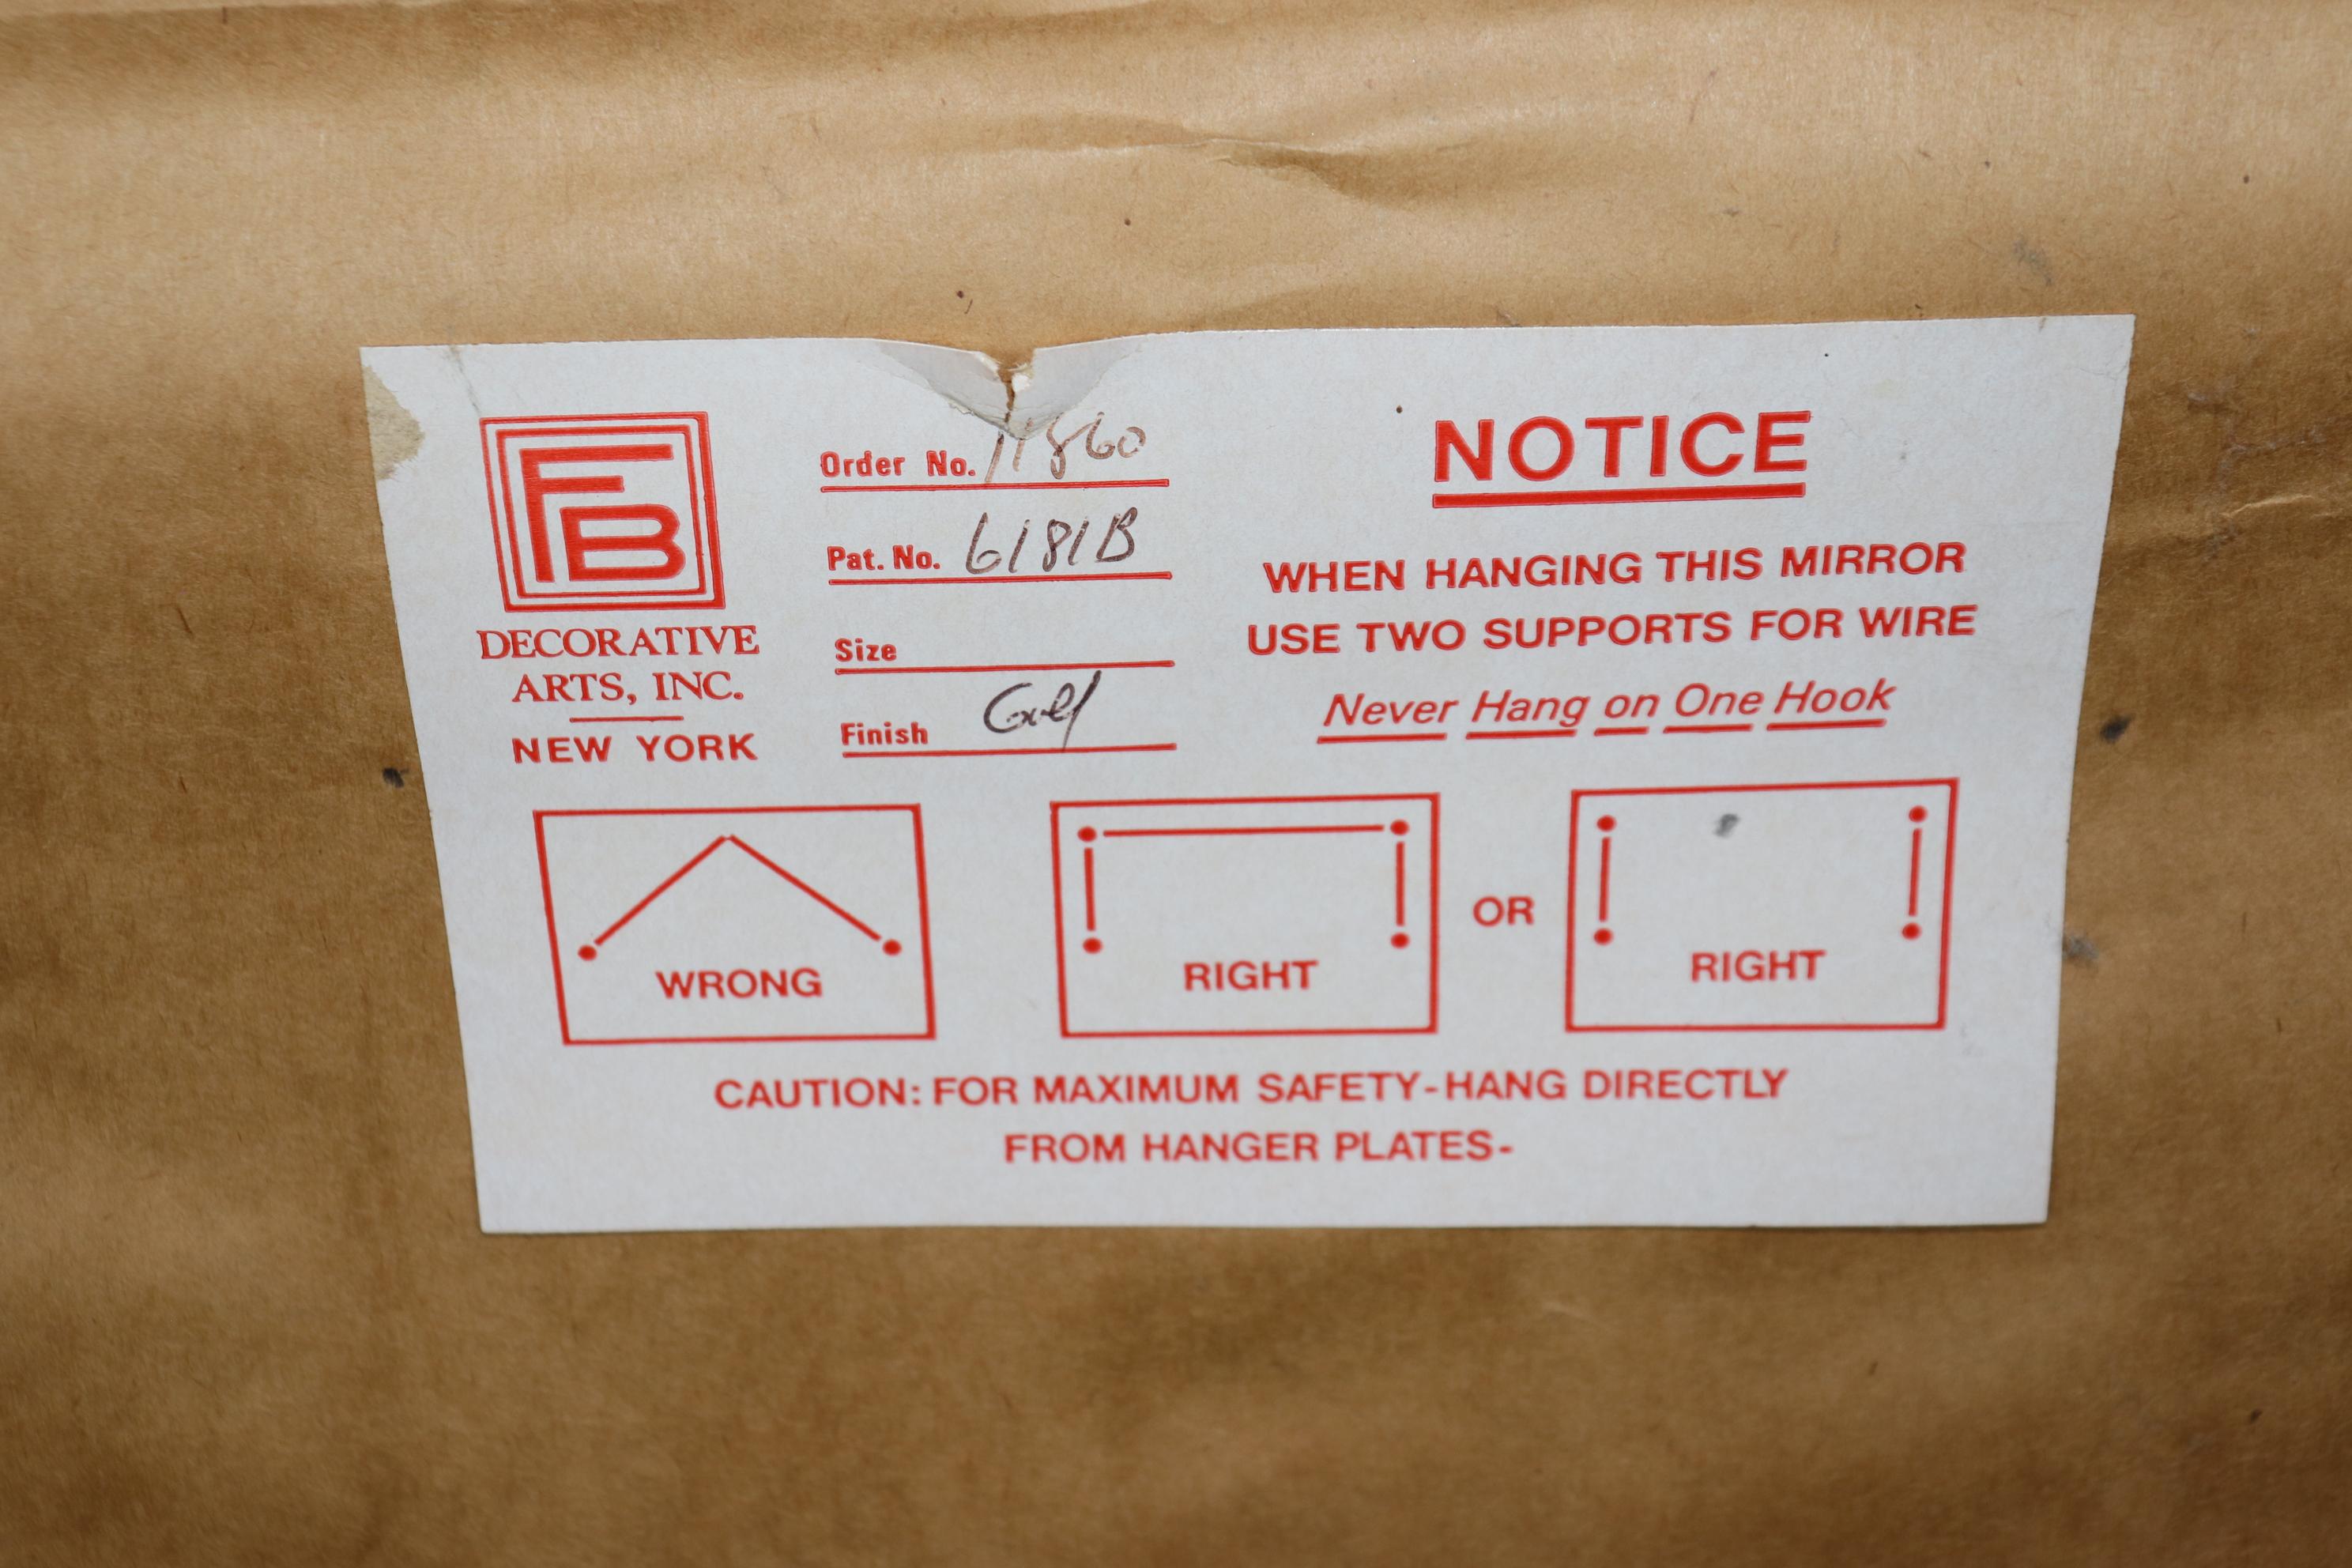 FB
DECORATIVE
ARTS, INC.
NEW YORK
Order No. 11860
Pat. No. 6181B
Size
Finish
NOTICE
WHEN HANGING THIS MIRROR
USE TWO SUPPORTS FOR WIRE
Never Hang on One Hook
WRONG
RIGHT
OR
RIGHT
CAUTION: FOR MAXIMUM SAFETY-HANG DIRECTLY
FROM HANGER PLATES-